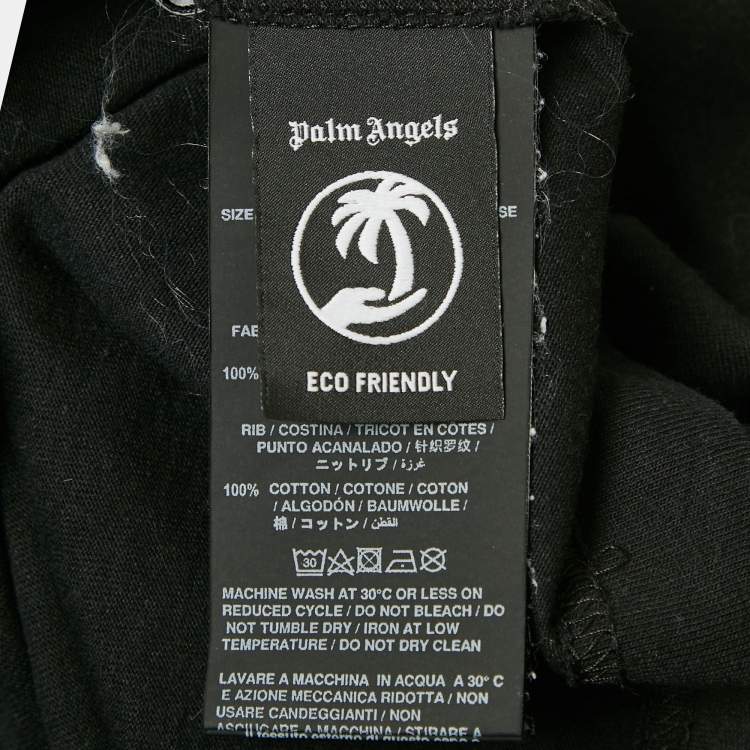 Palm Angels
SIZE
SE
ECO FRIENDLY
100%
RIB / COSTINA / TRICOT EN COTES /
PUNTO ACANALADO / 针织罗纹 /
ニットリブ / غرزة
100% COTTON / COTONE / COTON
/ ALGODÓN / BAUMWOLLE /
棉 / コットン / القطن
30
MACHINE WASH AT 30°C OR LESS ON
REDUCED CYCLE / DO NOT BLEACH / DO
NOT TUMBLE DRY / IRON AT LOW
TEMPERATURE / DO NOT DRY CLEAN
LAVARE A MACCHINA IN ACQUA A 30° C
E AZIONE MECCANICA RIDOTTA / NON
USARE CANDEGGIANTI / NON
ASCIUGARE A MACCHINA / STIRARE A